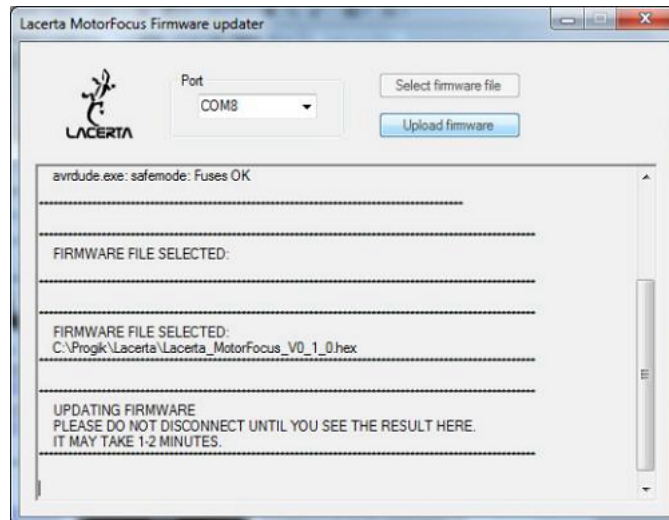 Lacerta MotorFocus Firmware updater
LACERTA
Port
COM8
Select firmware file
Upload firmware
avrdude.exe: safemode: Fuses OK
FIRMWARE FILE SELECTED:
FIRMWARE FILE SELECTED:
C:\Progik\Lacerta\Lacerta_MotorFocus_V0_1_0.hex
UPDATING FIRMWARE
PLEASE DO NOT DISCONNECT UNTIL YOU SEE THE RESULT HERE.
IT MAY TAKE 1-2 MINUTES.